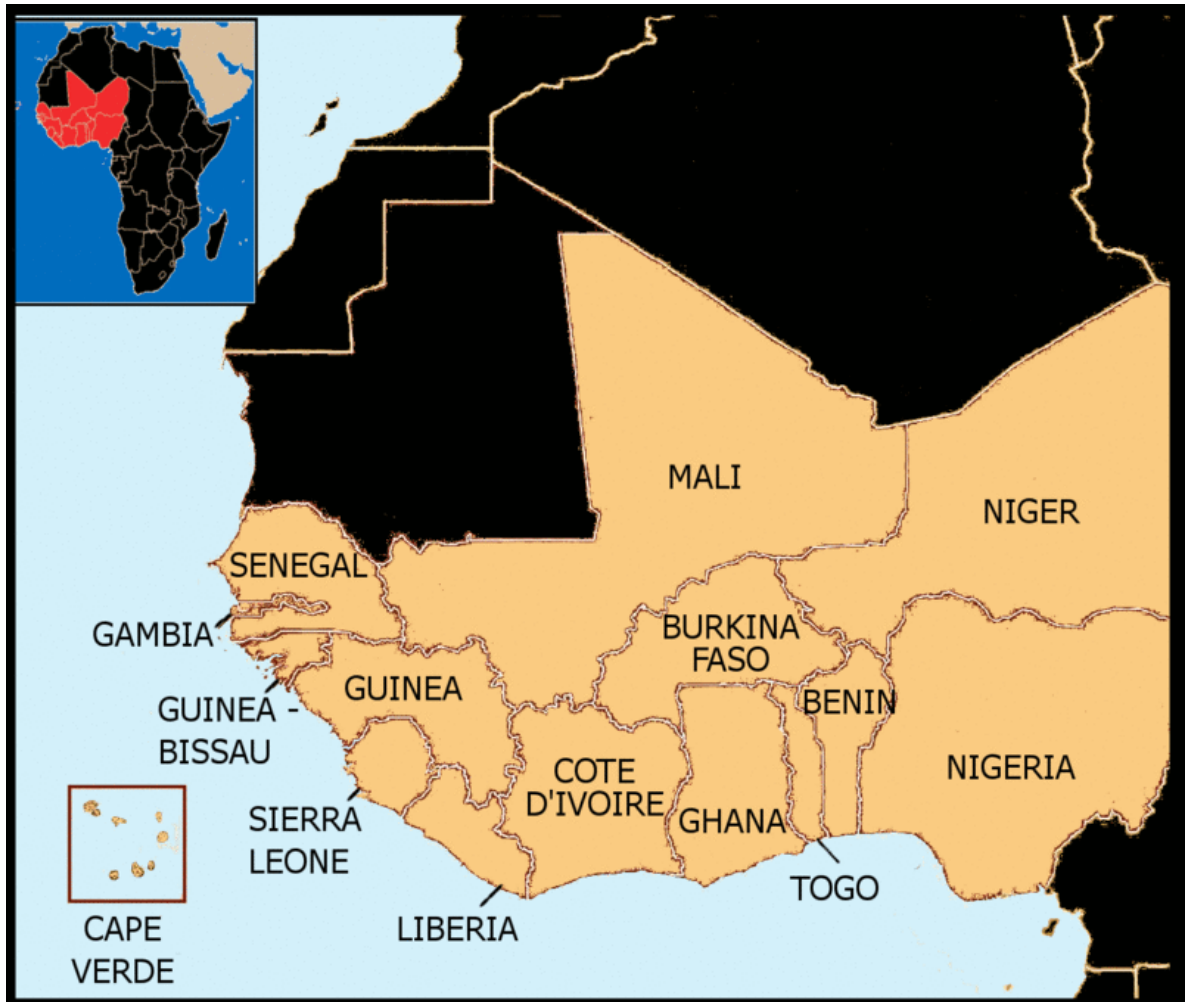 MALI
NIGER
SENEGAL
GAMBIA
BURKINA
FASO
GUINEA
BENIN
GUINEA -
BISSAU
COTE
D'IVOIRE
NIGERIA
SIERRA
LEONE
GHANA
TOGO
LIBERIA
CAPE
VERDE